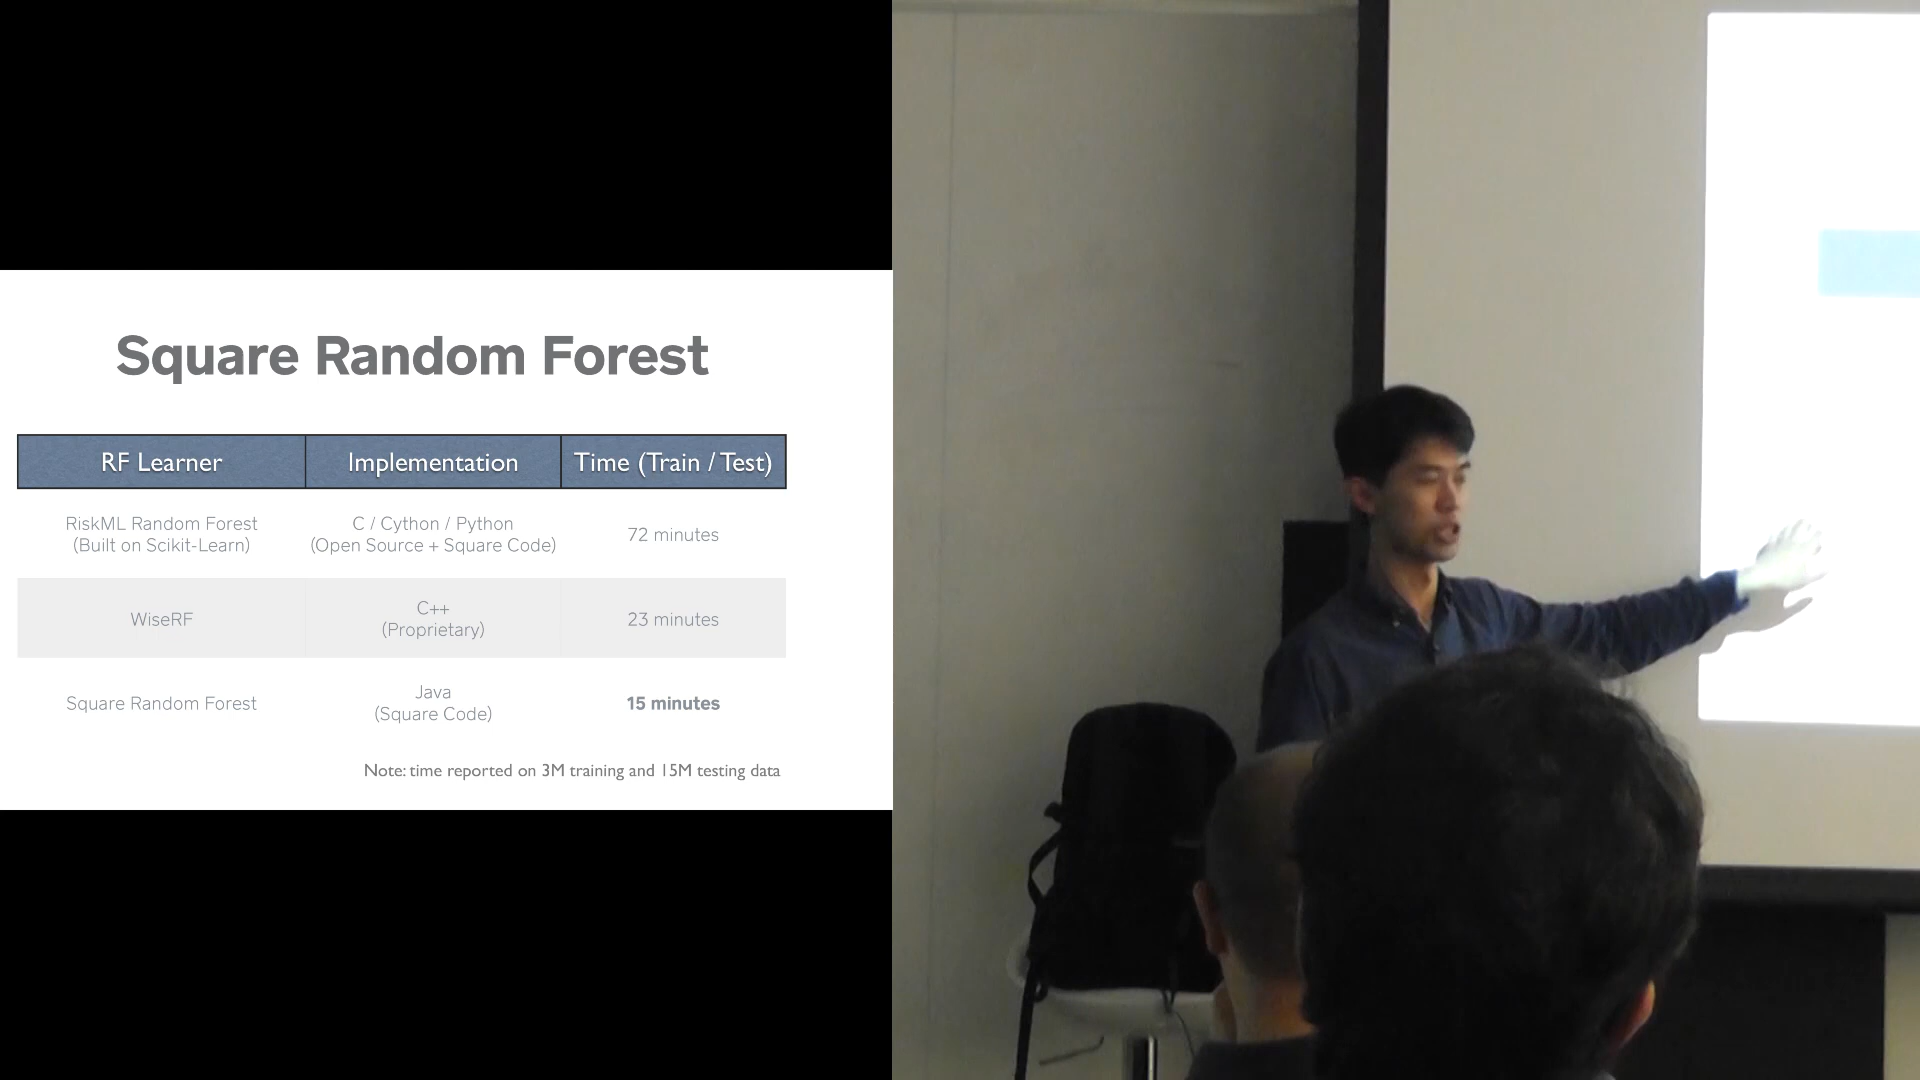 Square Random Forest
RF Learner
Implementation
Time (Train / Test)
RiskML Random Forest
(Built on Scikit-Learn)
C / Cython / Python
(Open Source + Square Code)
72 minutes
WiseRF
C++
(Proprietary)
23 minutes
Square Random Forest
Java
(Square Code)
15 minutes
Note: time reported on 3M training and 15M testing data